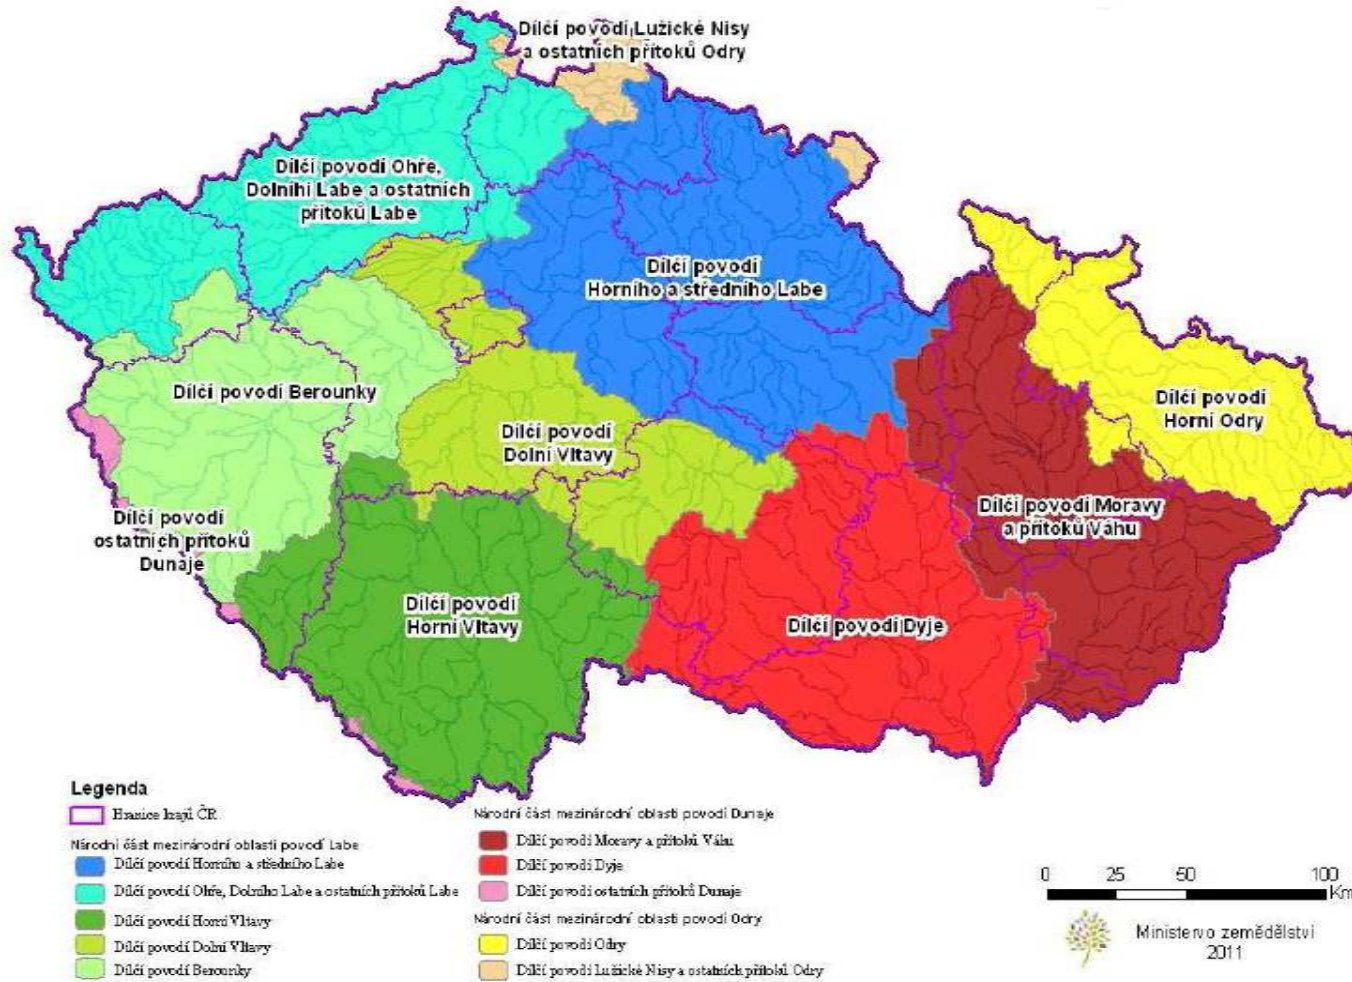 Dílčí povodí Lužické Nisy
a ostatních přítoků Odry
Dílčí povodí Ohře,
Dolního Labe a ostatních
přítoků Labe
Dílčí povodí
Horního a středního Labe
Dílčí povodí Berounky
Dílčí povodí
Horní Odry
Dílčí povodí
Dolní Vltavy
Dílčí povodí Moravy
a přítoků Váhu
Dílčí povodí
ostatních přítoků
Dunaje
Dílčí povodí
Horní Vltavy
Dílčí povodí Dyje
Legenda
Hranice krajů ČR
Národní část mezinárodní oblasti povodí Labe
Dílčí povodí Horního a středního Labe
Dílčí povodí Ohře, Dolního Labe a ostatních přítoků Labe
Dílčí povodí Horní Vltavy
Dílčí povodí Dolní Vltavy
Dílčí povodí Berounky
Národní část mezinárodní oblasti povodí Dunaje
Dílčí povodí Moravy a přítoků Váhu
Dílčí povodí Dyje
Dílčí povodí ostatních přítoků Dunaje
Národní část mezinárodní oblasti povodí Odry
Dílčí povodí Odry
Dílčí povodí Lužické Nisy a ostatních přítoků Odry
0 25 50 100
Km
Ministerstvo zemědělství
2011